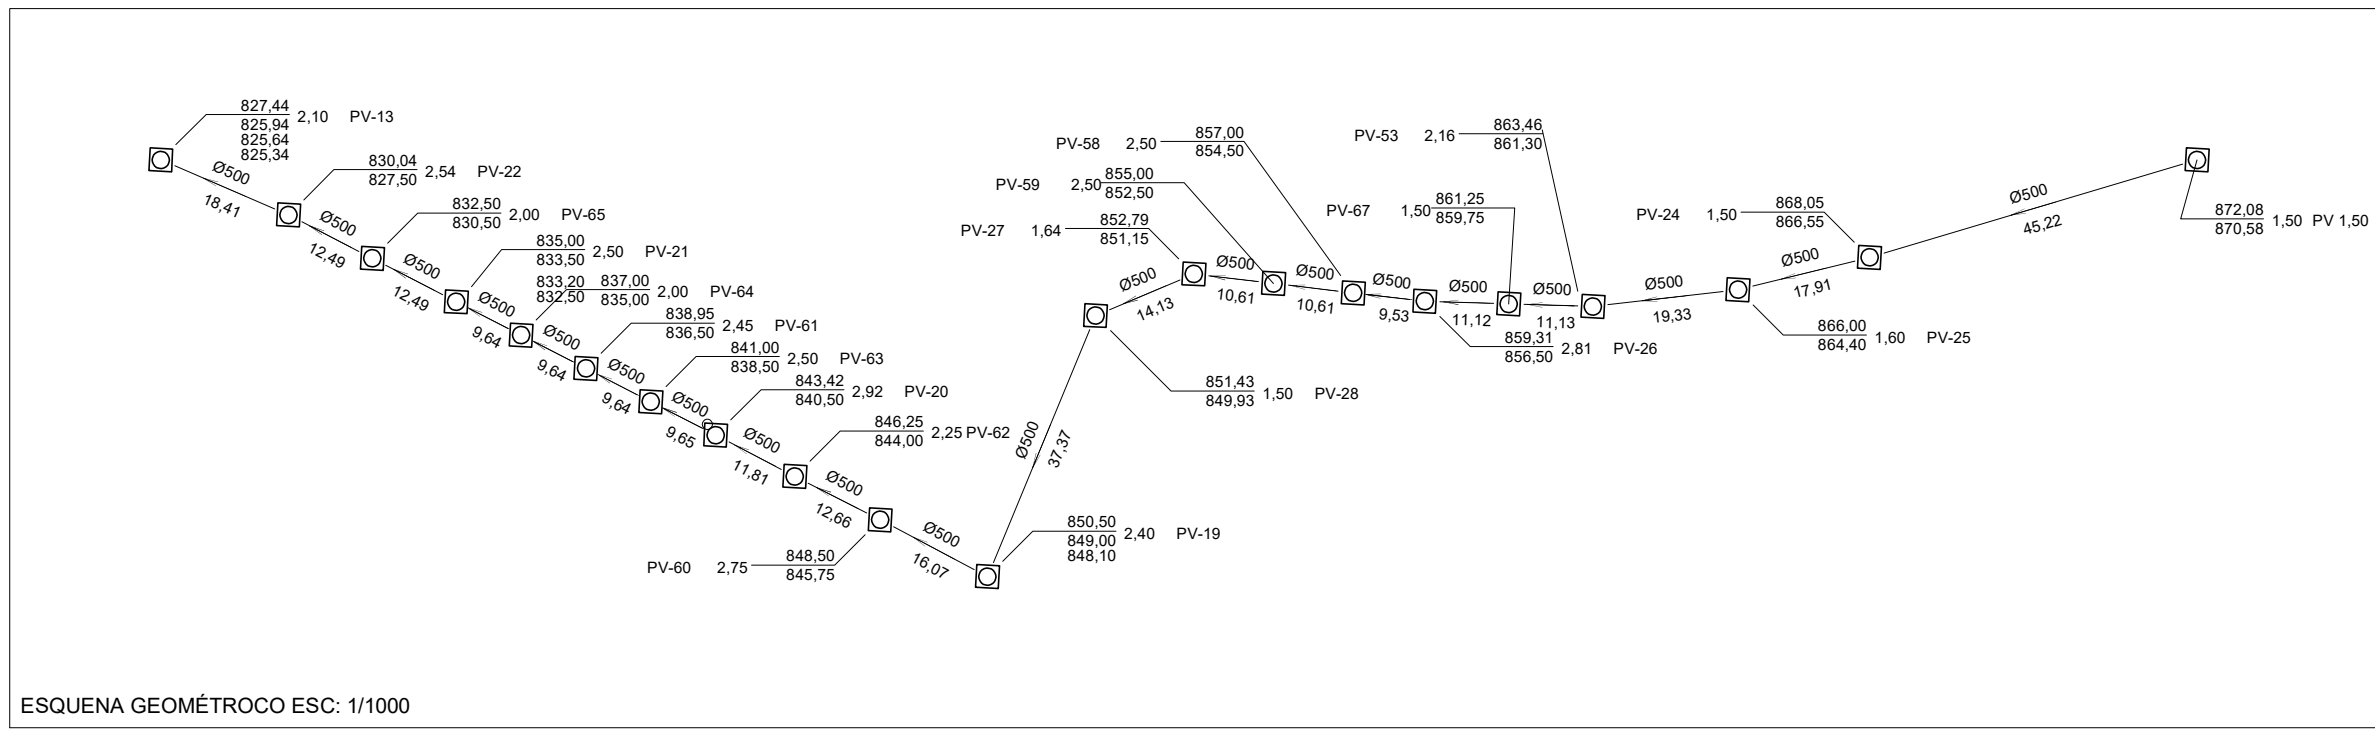 827,44
825,94
825,64
825,34
2,10 PV-13
Ø500
18,41
830,04
827,50
2,54 PV-22
Ø500
12,49
832,50
830,50
2,00 PV-65
Ø500
12,49
835,00
833,50
833,20
832,50
2,50 PV-21
Ø500
9,64
837,00
835,00
2,00 PV-64
Ø500
9,64
838,95
836,50
2,45 PV-61
Ø500
9,64
841,00
838,50
2,50 PV-63
Ø500
9,65
843,42
840,50
2,92 PV-20
Ø500
11,81
846,25
844,00
2,25 PV-62
Ø500
12,66
PV-60 2,75
848,50
845,75
Ø500
16,07
850,50
849,00
848,10
2,40 PV-19
Ø500
37,37
851,43
849,93
1,50 PV-28
Ø500
14,13
PV-27 1,64
852,79
851,15
Ø500
10,61
PV-59 2,50
855,00
852,50
Ø500
10,61
PV-58 2,50
857,00
854,50
Ø500
9,53
859,31
856,50
2,81 PV-26
Ø500
11,12
PV-67 1,50
861,25
859,75
Ø500
11,13
PV-53 2,16
863,46
861,30
Ø500
19,33
866,00
864,40
1,60 PV-25
Ø500
17,91
PV-24 1,50
868,05
866,55
Ø500
45,22
872,08
870,58
1,50 PV 1,50
ESQUENA GEOMÉTROCO ESC: 1/1000